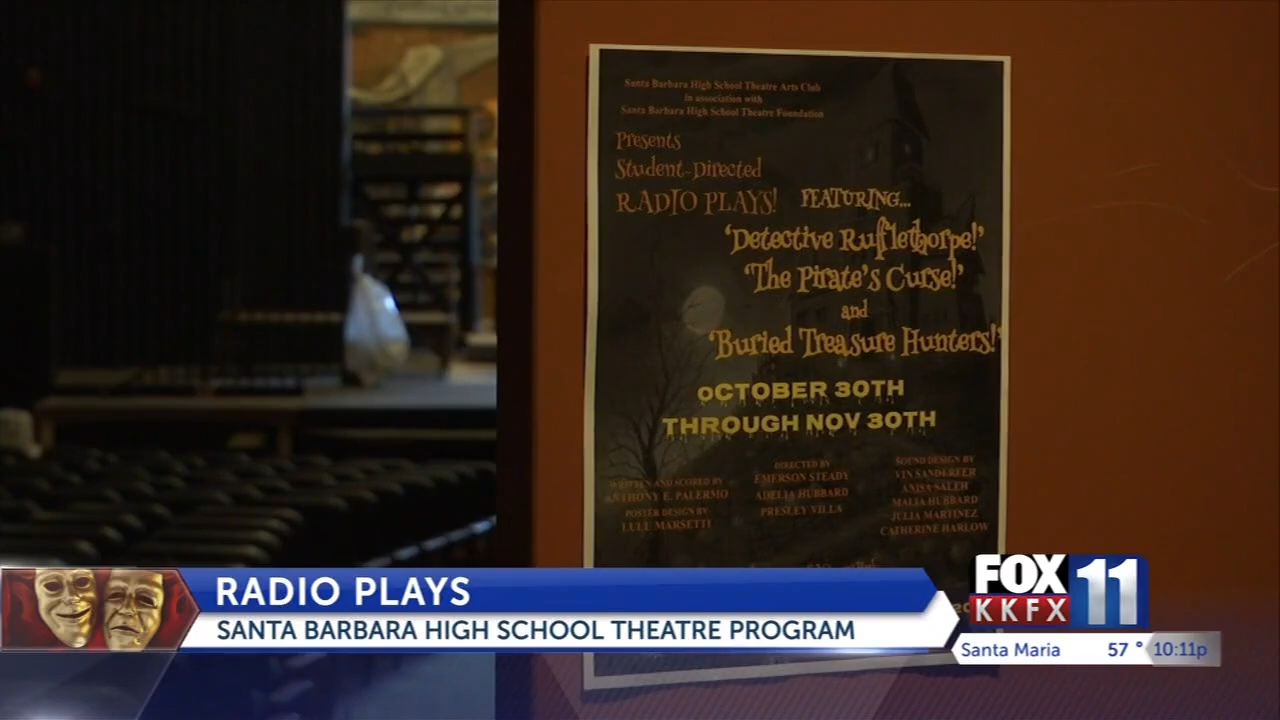 Santa Barbara High School Theatre Arts Club
in association with
Santa Barbara High School Theatre Foundation
Presents
Student-Directed
RADIO PLAYS! FEATURING...
'Detective Rufflethorpe!'
'The Pirate's Curse!'
and
'Buried Treasure Hunters!'
OCTOBER 30TH
THROUGH NOV 30TH
WRITTEN AND SCORED BY
ANTHONY E. PALERMO
POSTER DESIGN BY
LULU MARSETTI
DIRECTED BY
EMERSON STEADY
ADELIA HUBBARD
PRESLEY VILLA
SOUND DESIGN BY
VIN SANDEFER
ANISA SALEH
MALIA HUBBARD
JULIA MARTINEZ
CATHERINE HARLOW
RADIO PLAYS
SANTA BARBARA HIGH SCHOOL THEATRE PROGRAM
FOX 11
KKFX
Santa Maria 57° 10:11p